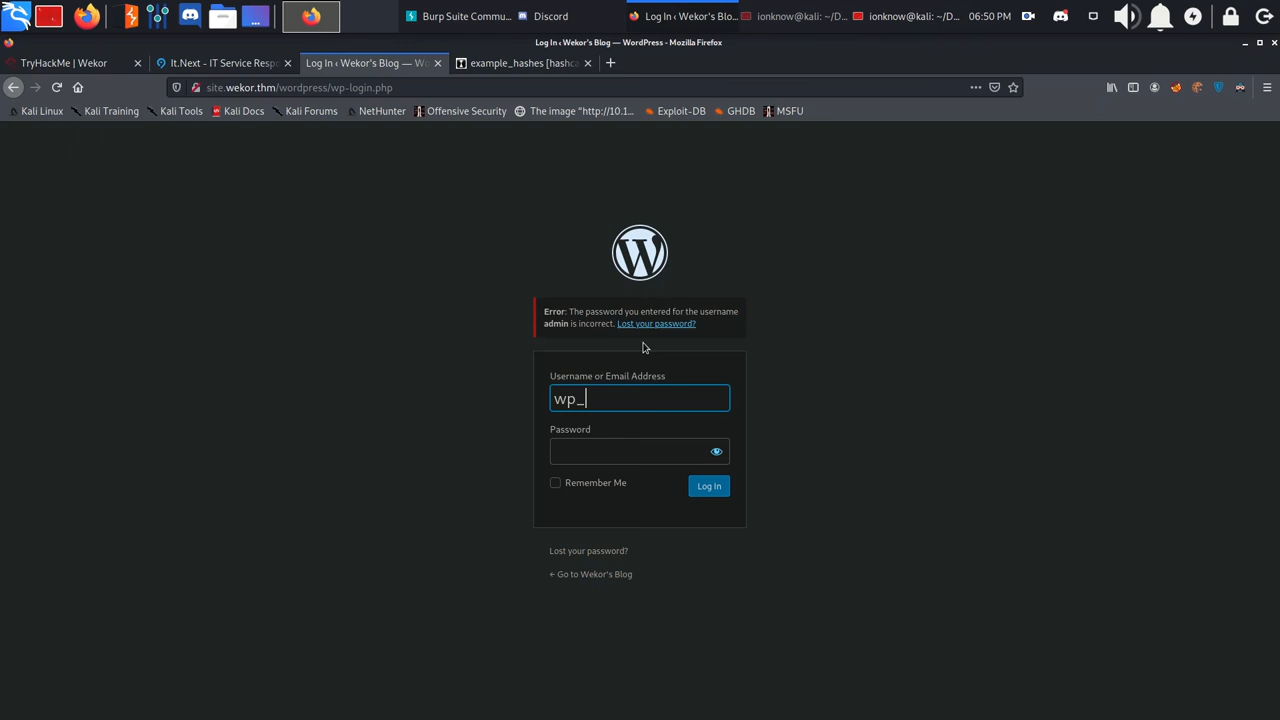 Burp Suite Commu...
Discord
Log In ‹ Wekor's Blo...
ionknow@kali: ~/D...
ionknow@kali: ~/D...
06:50 PM
Log In ‹ Wekor's Blog — WordPress - Mozilla Firefox
TryHackMe | Wekor
It.Next - IT Service Resp
Log In ‹ Wekor's Blog — Wo
example_hashes [hashca
site.wekor.thm/wordpress/wp-login.php
Kali Linux
Kali Training
Kali Tools
Kali Docs
Kali Forums
NetHunter
Offensive Security
The image "http://10.1...
Exploit-DB
GHDB
MSFU
Error: The password you entered for the username
admin is incorrect. Lost your password?
Username or Email Address
wp_
Password
Remember Me
Log In
Lost your password?
← Go to Wekor's Blog